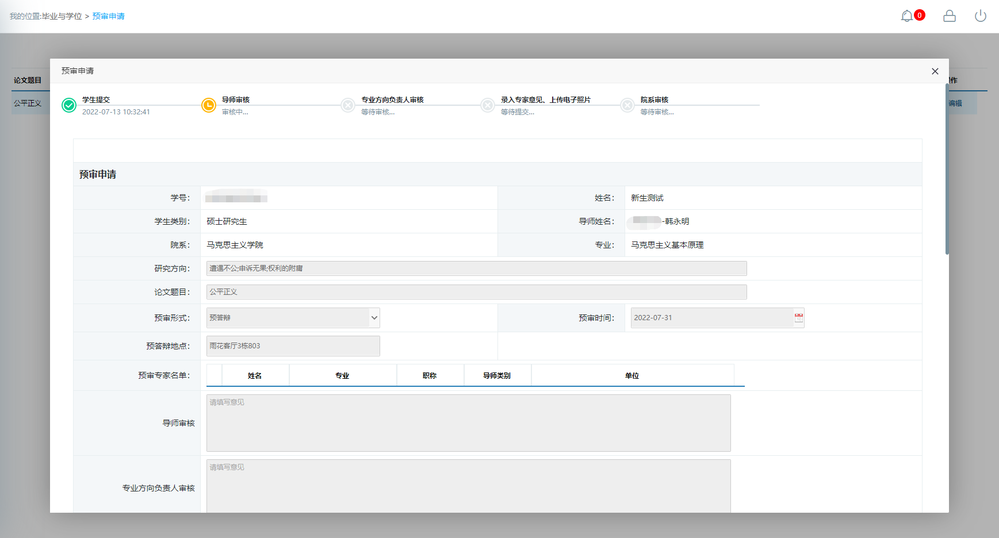 我的位置:毕业与学位 > 预审申请
0
预审申请
论文题目
公平正义
操作
编辑
学生提交
2022-07-13 10:32:41
导师审核
审核中...
专业方向负责人审核
等待审核...
录入专家意见、上传电子照片
等待提交...
院系审核
等待审核...
预审申请
学号:
姓名: 新生测试
学生类别: 硕士研究生
导师姓名: -韩永明
院系: 马克思主义学院
专业: 马克思主义基本原理
研究方向: 遭遇不公;申诉无果;权利的附庸
论文题目: 公平正义
预审形式: 预答辩
预审时间: 2022-07-31
预答辩地点: 雨花客厅3栋803
预审专家名单: 姓名 专业 职称 导师类别 单位
导师审核 请填写意见
专业方向负责人审核 请填写意见